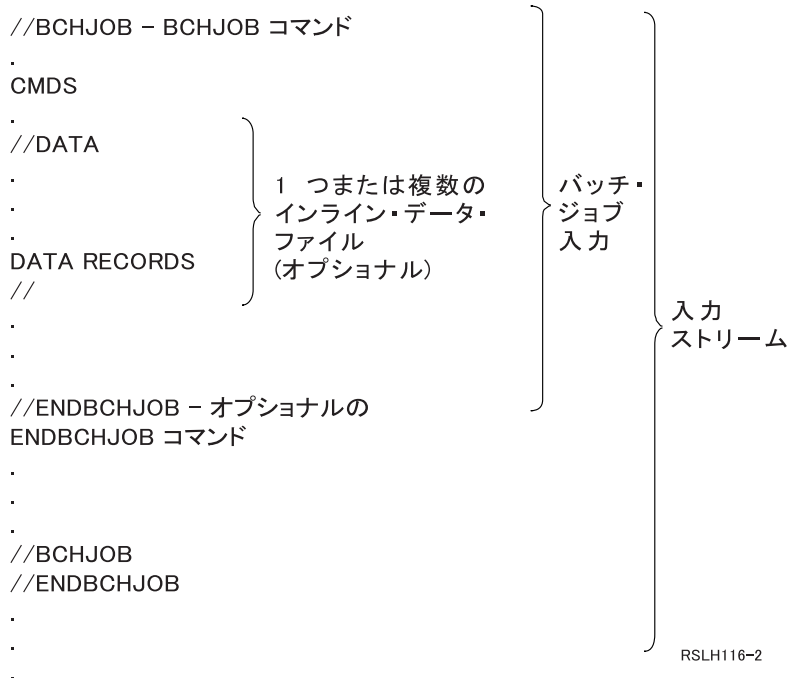 //BCHJOB - BCHJOB コマンド
.
CMDS
.
//DATA
.
.
.
DATA RECORDS
//
.
.
.
//ENDBCHJOB - オプショナルの
ENDBCHJOB コマンド
.
.
.
//BCHJOB
//ENDBCHJOB
.
.
.
1 つまたは複数の
インライン・データ・
ファイル
(オプショナル)
バッチ・
ジョブ
入力
入力
ストリーム
RSLH116-2